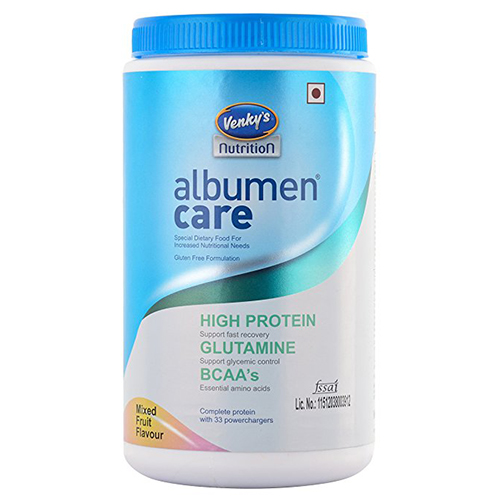 Venky's
Nutrition
albumen®
care
Special Dietary Food For
Increased Nutritional Needs
Gluten Free Formulation
HIGH PROTEIN
Support fast recovery
GLUTAMINE
Support glycemic control
BCAA's
Essential amino acids
fssai
Lic. No.: 11512038000912
Mixed
Fruit
Flavour
Complete protein
with 33 powerchargers